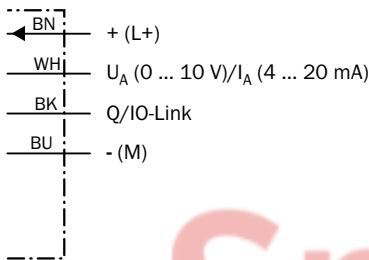 BN + (L+)
WH U_A (0 ... 10 V)/I_A (4 ... 20 mA)
BK Q/IO-Link
BU - (M)